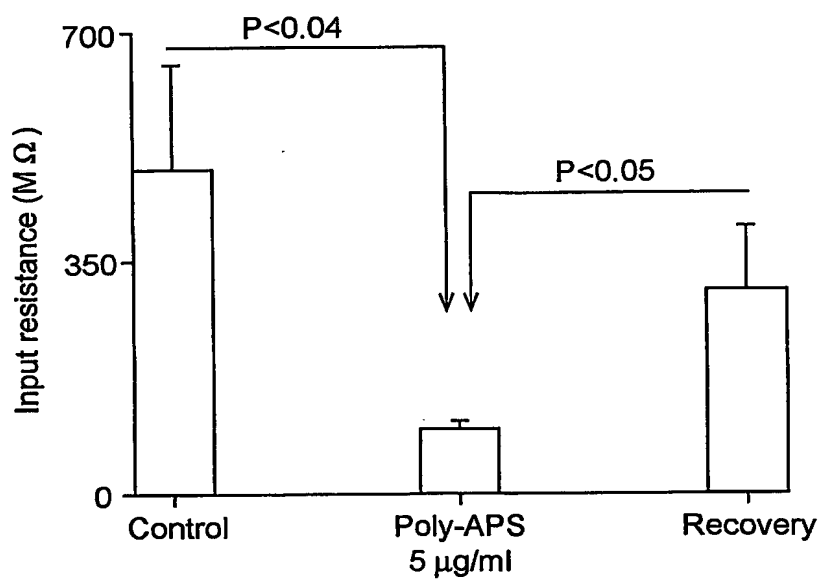 700
P<0.04
P<0.05
350
Input resistance (M Ω)
0
Control
Poly-APS
5 μg/ml
Recovery